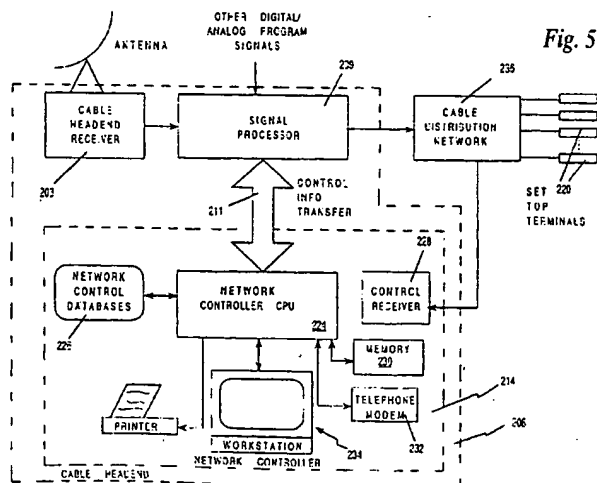 OTHER DIGITAL/
ANALOG PROGRAM
SIGNALS
Fig. 5
ANTENNA
239
236
CABLE
HEADEND
RECEIVER
203
SIGNAL
PROCESSOR
CABLE
DISTRIBUTION
NETWORK
220
SET
TOP
TERMINALS
211
CONTROL
INFO
TRANSFER
228
NETWORK
CONTROL
DATABASES
226
NETWORK
CONTROLLER CPU
224
CONTROL
RECEIVER
MEMORY
230
TELEPHONE
MODEM
232
214
206
PRINTER
WORKSTATION
234
NETWORK CONTROLLER
CABLE HEADEND